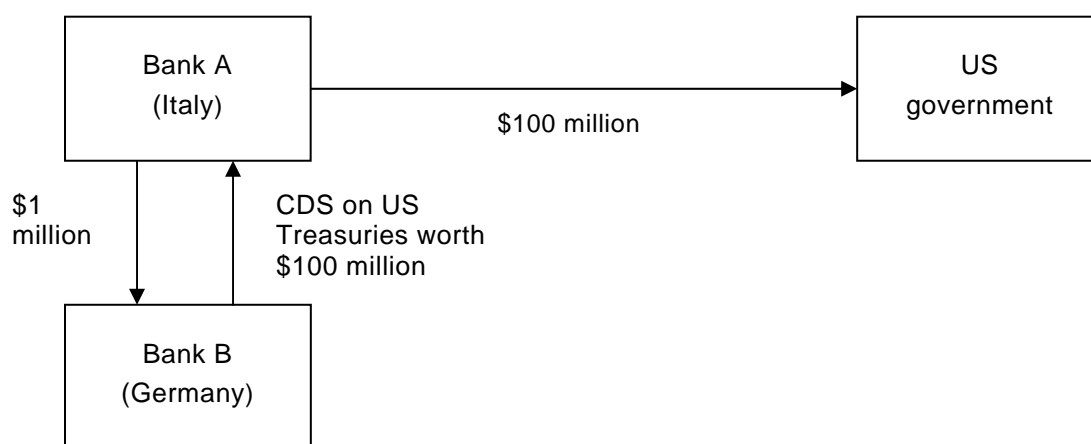 Bank A
(Italy)
US
government
$100 million
$1
million
CDS on US
Treasuries worth
$100 million
Bank B
(Germany)